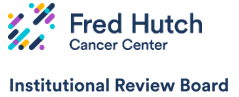 Fred Hutch
Cancer Center
Institutional Review Board